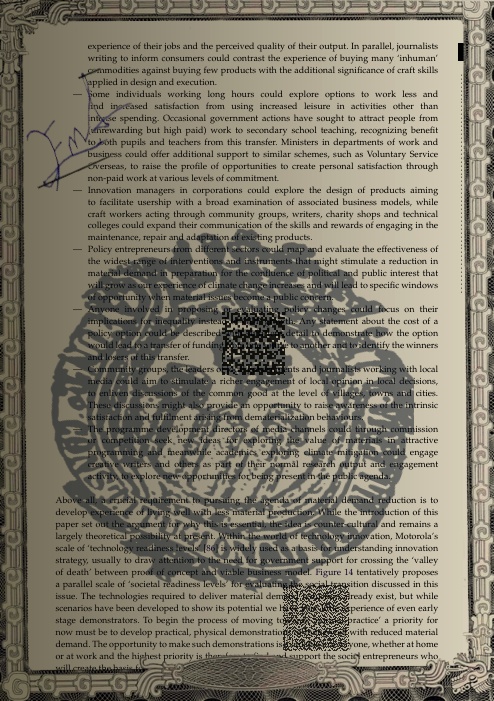 experience of their jobs and the perceived quality of their output. In parallel, journalists
writing to inform consumers could contrast the experience of buying many ‘inhuman’
commodities against buying few products with the additional significance of craft skills
applied in design and execution.
— Some individuals working long hours could explore options to work less and
find increased satisfaction from using increased leisure in activities other than
intense spending. Occasional government actions have sought to attract people from
(unrewarding but high paid) work to secondary school teaching, recognizing benefit
to both pupils and teachers from this transfer. Ministers in departments of work and
business could offer additional support to similar schemes, such as Voluntary Service
Overseas, to raise the profile of opportunities to create personal satisfaction through
non-paid work at various levels of commitment.
— Innovation managers in corporations could explore the design of products aiming
to facilitate usership with a broad examination of associated business models, while
craft workers acting through community groups, writers, charity shops and technical
colleges could expand their communication of the skills and rewards of engaging in the
maintenance, repair and adaptation of existing products.
— Policy entrepreneurs from different sectors could map and evaluate the effectiveness of
the widest range of interventions and instruments that might stimulate a reduction in
material demand in preparation for the confluence of political and public interest that
will grow as our experience of climate change increases and will lead to specific windows
of opportunity when material issues become a public concern.
— Anyone involved in proposing or evaluating policy changes could focus on their
implications for inequality instead of growth. Any statement about the cost of a
policy option could be described detail to demonstrate how the option
would lead to a transfer of funding to another and to identify the winners
and losers of this transfer.
— Community groups, the leaders of and journalists working with local
media could aim to stimulate a richer engagement of local opinion in local decisions,
to enliven discussions of the common good at the level of villages, towns and cities.
These discussions might also provide an opportunity to raise awareness of the intrinsic
satisfaction and fulfilment arising from dematerialization behaviours.
— The programme development directors of media channels could through commission
or competition seek new ideas for exploring the value of materials in attractive
programming and meanwhile academics exploring climate mitigation could engage
creative writers and others, as part of their normal research output and engagement
activity, to explore new opportunities for being present in the public agenda.
Above all, a crucial requirement to pursuing the agenda of material demand reduction is to
develop experience of living well with less material production. While the introduction of this
paper set out the argument for why this is essential, the idea is counter-cultural and remains a
largely theoretical possibility at present. Within the world of technology innovation, Motorola’s
scale of ‘technology readiness levels’ [86] is widely used as a basis for understanding innovation
strategy, usually to draw attention to the need for government support for crossing the ‘valley
of death’ between proof of concept and viable business model. Figure 14 tentatively proposes
a parallel scale of ‘societal readiness levels’ for evaluating the social transition discussed in this
issue. The technologies required to deliver material demand already exist, but while
scenarios have been developed to show its potential we have experience of even early
stage demonstrators. To begin the process of moving to practice’ a priority for
now must be to develop practical, physical demonstration with reduced material
demand. The opportunity to make such demonstrations is anyone, whether at home
or at work and the highest priority is therefore to find and support the social entrepreneurs who
will create the basis for